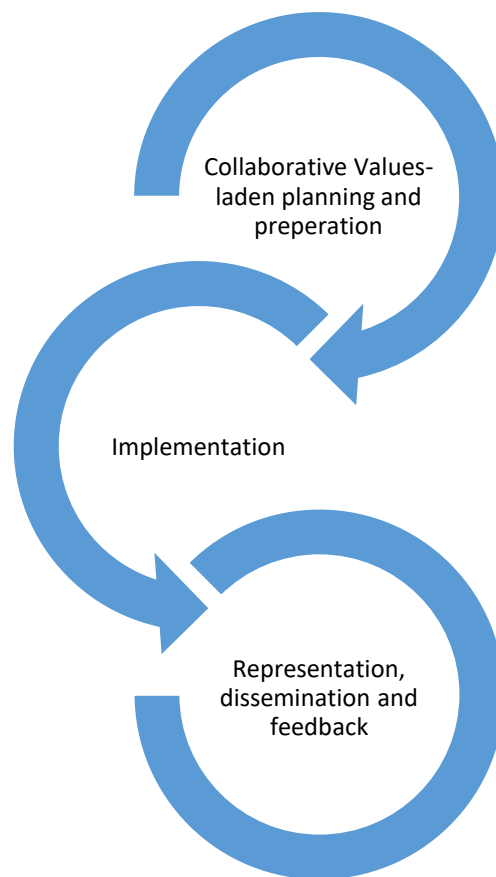 Collaborative Values-
laden planning and
preperation
Implementation
Representation,
dissemination and
feedback